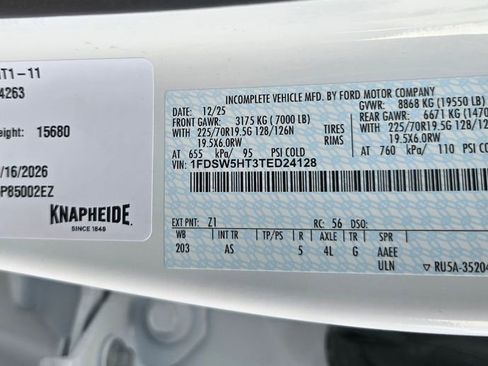 T1-11
4263
eight: 15680
/16/2026
P85002EZ
KNAPHEIDE
SINCE 1848
INCOMPLETE VEHICLE MFD. BY FORD MOTOR COMPANY
DATE: 12/25 GVWR: 8868 KG (19550 LB)
FRONT GAWR: 3175 KG (7000 LB) REAR GAWR: 6671 KG (1470
225/70R19.5G 128/126N TIRES 225/70R19.5G 128/12
19.5X6.0RW RIMS 19.5X6.0RW
AT 655 kPa/ 95 PSI COLD AT 760 kPa/ 110 PSI CO
VIN: 1FDSW5HT3TED24128
EXT PNT: Z1 RC: 56 DSO:
WB INT TR TP/PS R AXLE TR SPR
203 AS 5 4L G AAEE
ULN RU5A-35204